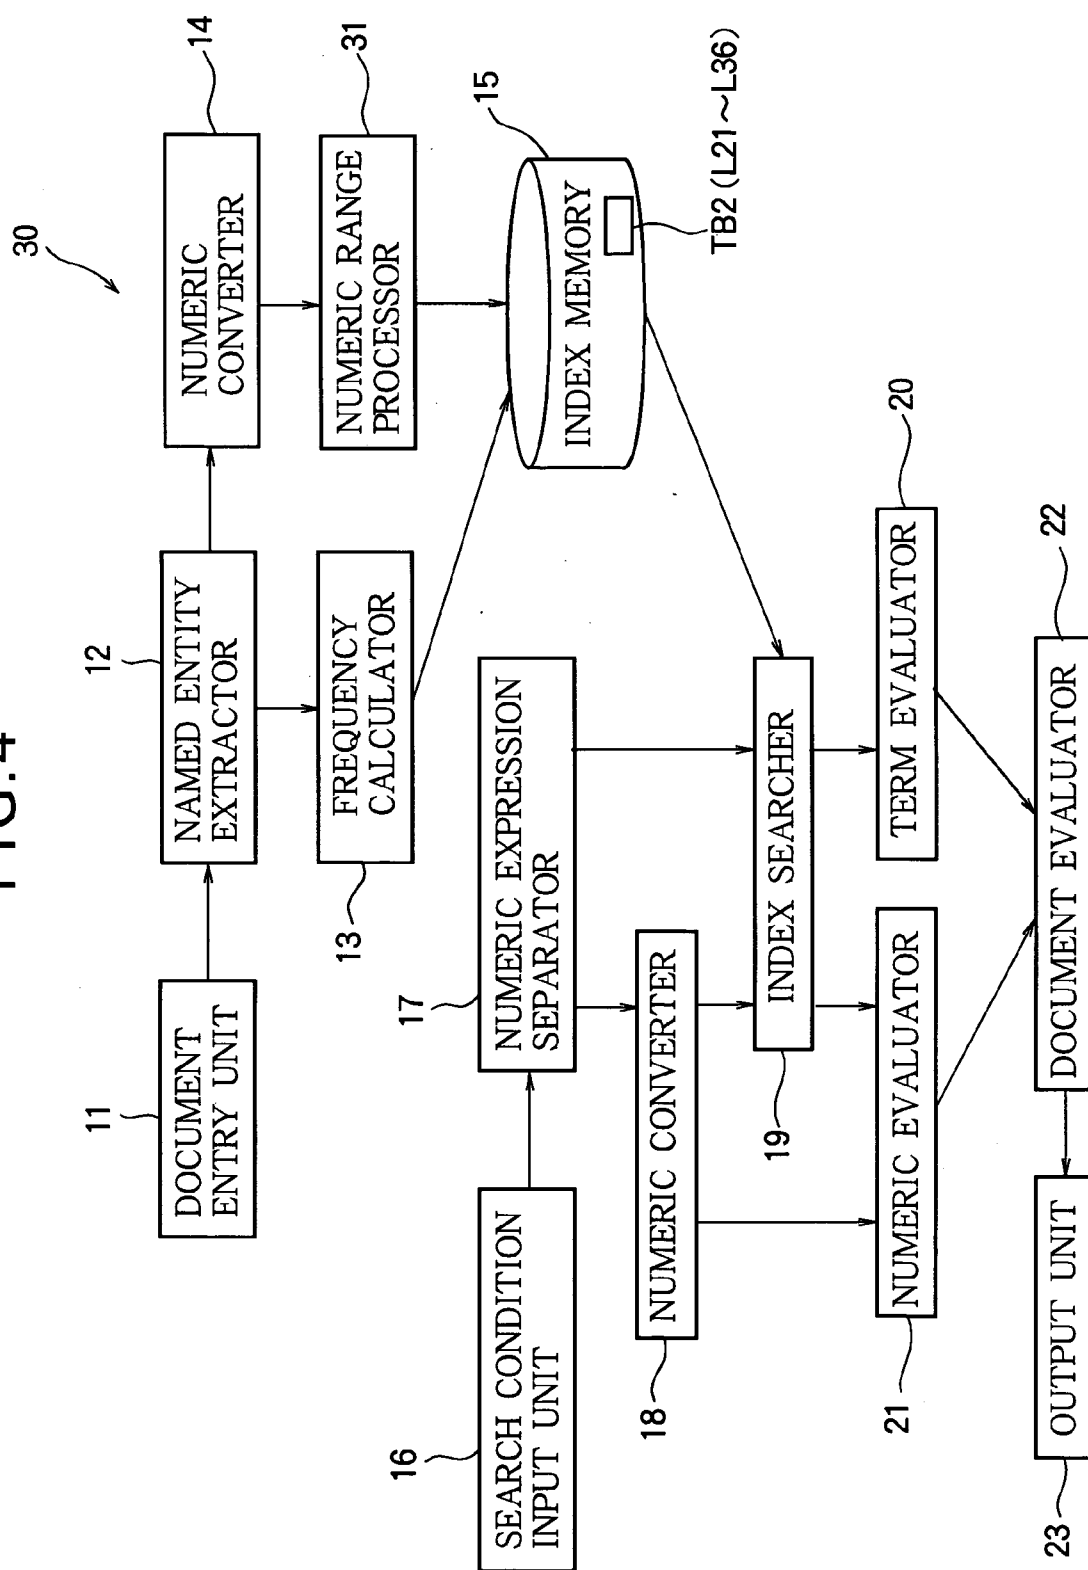 FIG.4
30
11
DOCUMENT
ENTRY UNIT
12
NAMED ENTITY
EXTRACTOR
14
NUMERIC
CONVERTER
13
FREQUENCY
CALCULATOR
31
NUMERIC RANGE
PROCESSOR
15
INDEX MEMORY
TB2 (L21~L36)
16
SEARCH CONDITION
INPUT UNIT
17
NUMERIC EXPRESSION
SEPARATOR
18
NUMERIC CONVERTER
19
INDEX SEARCHER
20
TERM EVALUATOR
21
NUMERIC EVALUATOR
22
DOCUMENT EVALUATOR
23
OUTPUT UNIT